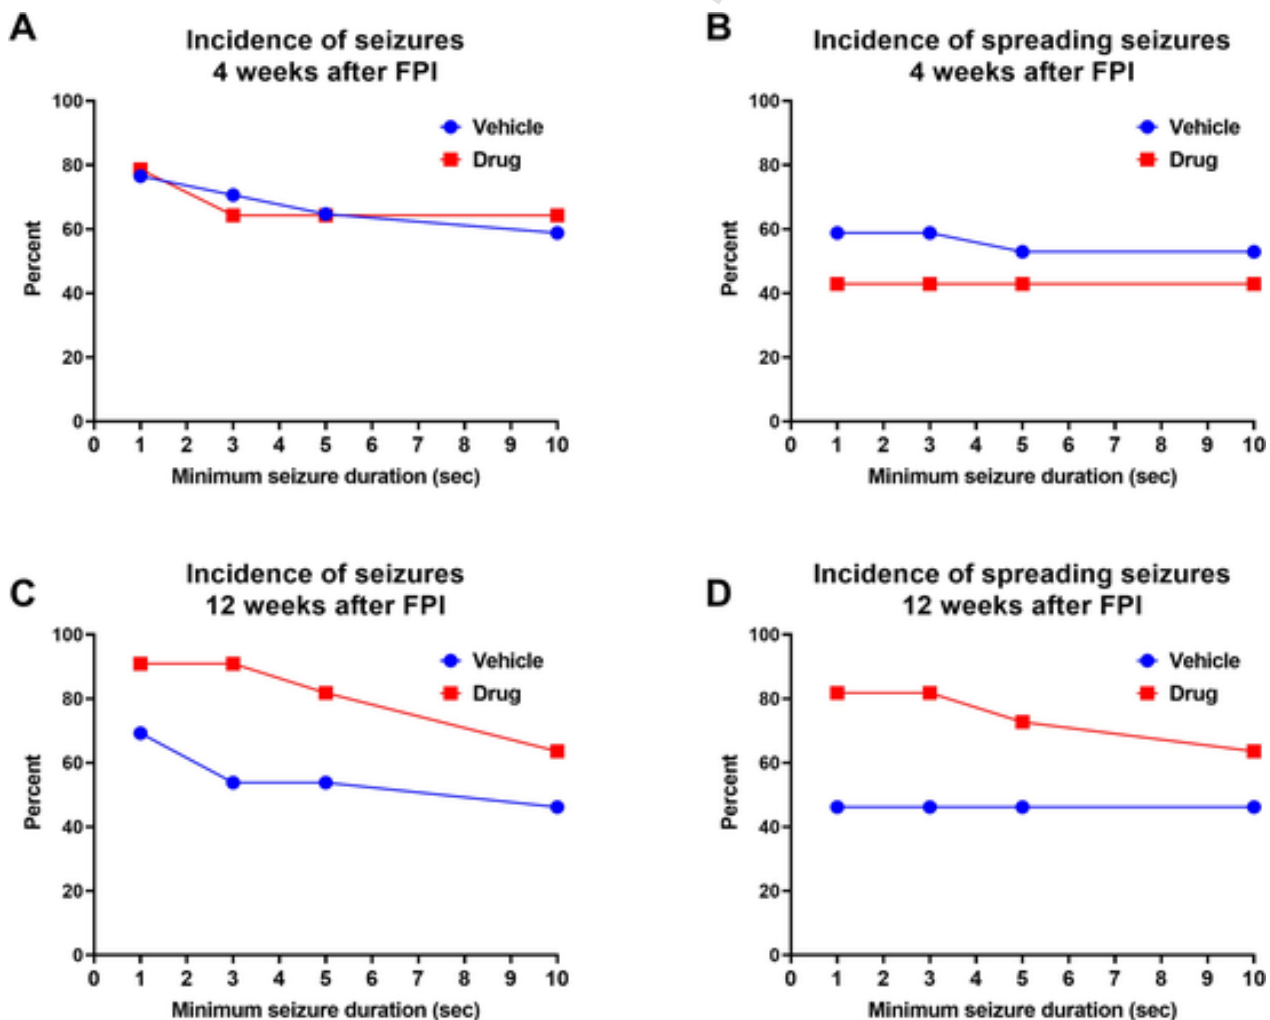 A
Incidence of seizures
4 weeks after FPI
100
80
60
40
20
0
Percent
Vehicle
Drug
0 1 2 3 4 5 6 7 8 9 10
Minimum seizure duration (sec)
B
Incidence of spreading seizures
4 weeks after FPI
100
80
60
40
20
0
Percent
Vehicle
Drug
0 1 2 3 4 5 6 7 8 9 10
Minimum seizure duration (sec)
C
Incidence of seizures
12 weeks after FPI
100
80
60
40
20
0
Percent
Vehicle
Drug
0 1 2 3 4 5 6 7 8 9 10
Minimum seizure duration (sec)
D
Incidence of spreading seizures
12 weeks after FPI
100
80
60
40
20
0
Percent
Vehicle
Drug
0 1 2 3 4 5 6 7 8 9 10
Minimum seizure duration (sec)